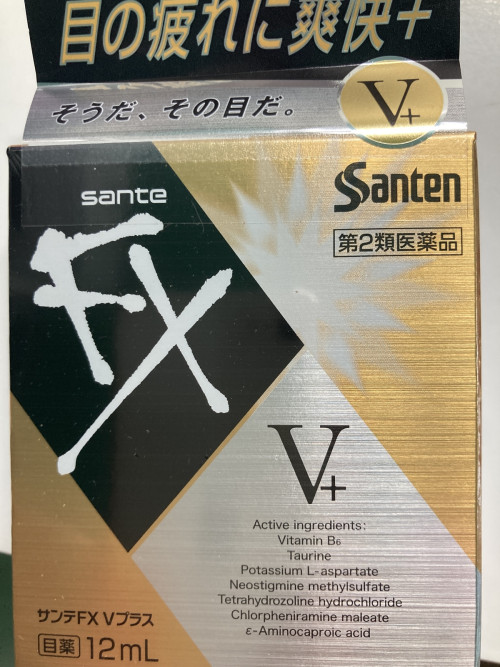 目の疲れに爽快+
そうだ、その目だ。
V+
sante
Santen
第2類医薬品
FX
V+
Active ingredients:
Vitamin B₆
Taurine
Potassium L-aspartate
Neostigmine methylsulfate
Tetrahydrozoline hydrochloride
Chlorpheniramine maleate
ε-Aminocaproic acid
サンテFX Vプラス
目薬 12mL